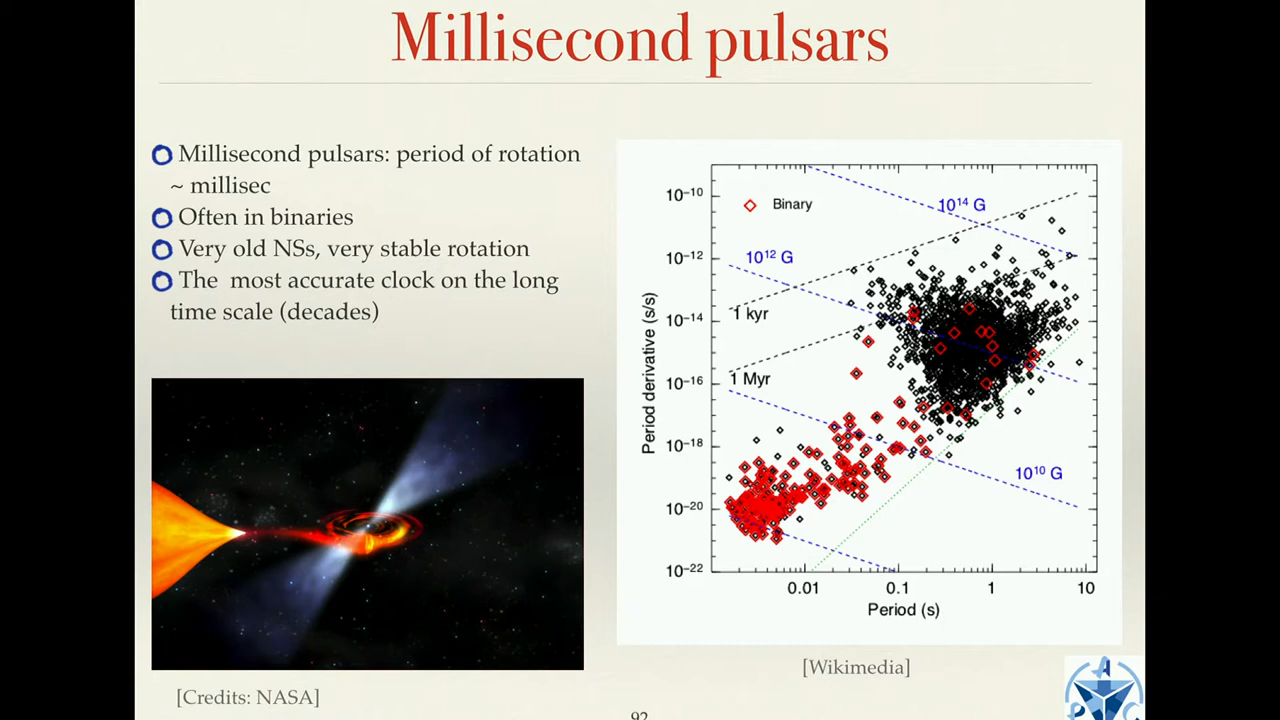 Millisecond pulsars
Millisecond pulsars: period of rotation
~ millisec
Often in binaries
Very old NSs, very stable rotation
The most accurate clock on the long
time scale (decades)
[Credits: NASA]
Period derivative (s/s)
10⁻¹⁰
10⁻¹²
10⁻¹⁴
10⁻¹⁶
10⁻¹⁸
10⁻²⁰
10⁻²²
Binary
10¹⁴ G
10¹² G
1 kyr
1 Myr
10¹⁰ G
0.01
0.1
1
10
Period (s)
[Wikimedia]
92
A
P
C